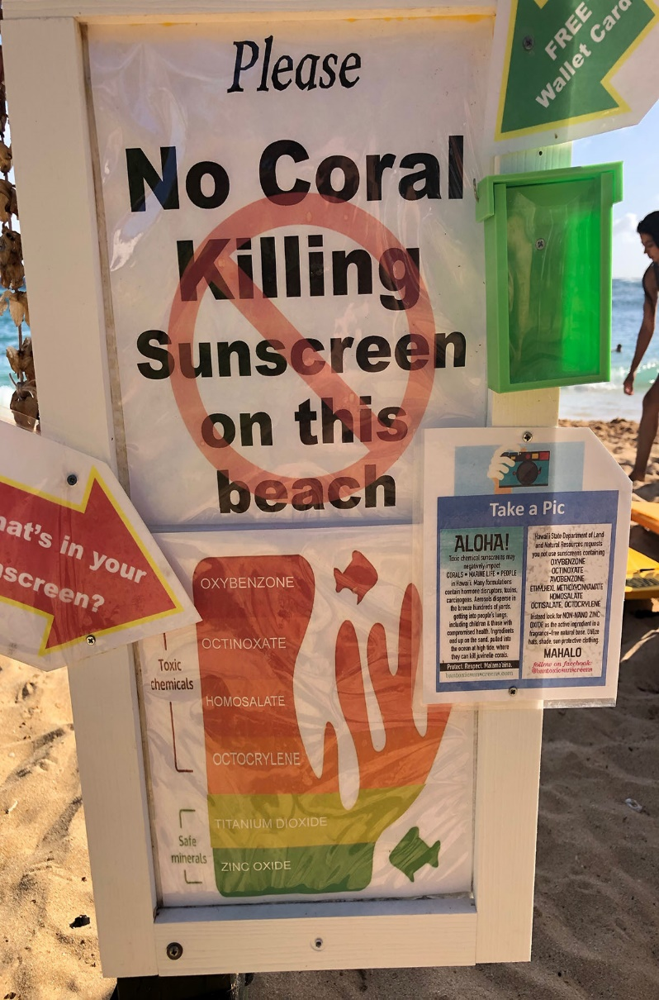 Please
No Coral
Killing
Sunscreen
on this
beach
FREE
Wallet Card
hat's in your
nscreen?
OXYBENZONE
OCTINOXATE
Toxic
chemicals
HOMOSALATE
OCTOCRYLENE
TITANIUM DIOXIDE
Safe
minerals
ZINC OXIDE
Take a Pic
ALOHA!
Toxic chemical sunscreens may
negatively impact
CORALS • MARINE LIFE • PEOPLE
in Hawai'i. Many formulations
contain hormone disruptors, toxins,
carcinogens. Aerosols disperse in
the breeze hundreds of yards,
getting into people's lungs,
including children & those with
compromised health. Ingredients
end up on the sand, pulled into
the ocean at high tide, where
they can kill juvenile corals.
Protect. Respect. Malama 'aina.
bantoxicsunscreens.com
Hawai'i State Department of Land
and Natural Resources requests
you not use sunscreens containing
OXYBENZONE
OCTINOXATE
AVOBENZONE
ETHYLHEXYL METHOXYCINNAMATE
HOMOSALATE
OCTISALATE, OCTOCRYLENE
Instead look for NON-NANO ZINC
OXIDE as the active ingredient in a
fragrance-free natural base. Utilize
hats, shade, sun protective clothing.
MAHALO
follow on facebook:
@bantoxicsunscreens